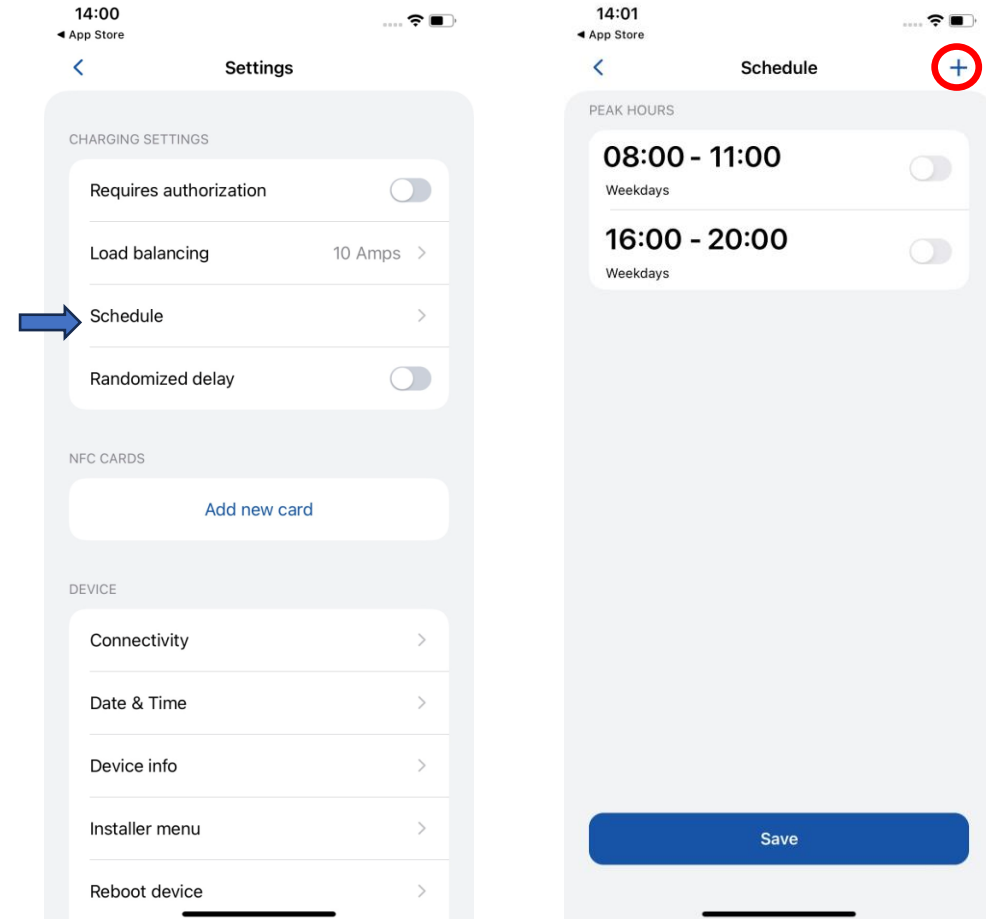 14:00
◀ App Store
Settings
CHARGING SETTINGS
Requires authorization
Load balancing 10 Amps
Schedule
Randomized delay
NFC CARDS
Add new card
DEVICE
Connectivity
Date & Time
Device info
Installer menu
Reboot device
14:01
◀ App Store
Schedule +
PEAK HOURS
08:00 - 11:00
Weekdays
16:00 - 20:00
Weekdays
Save